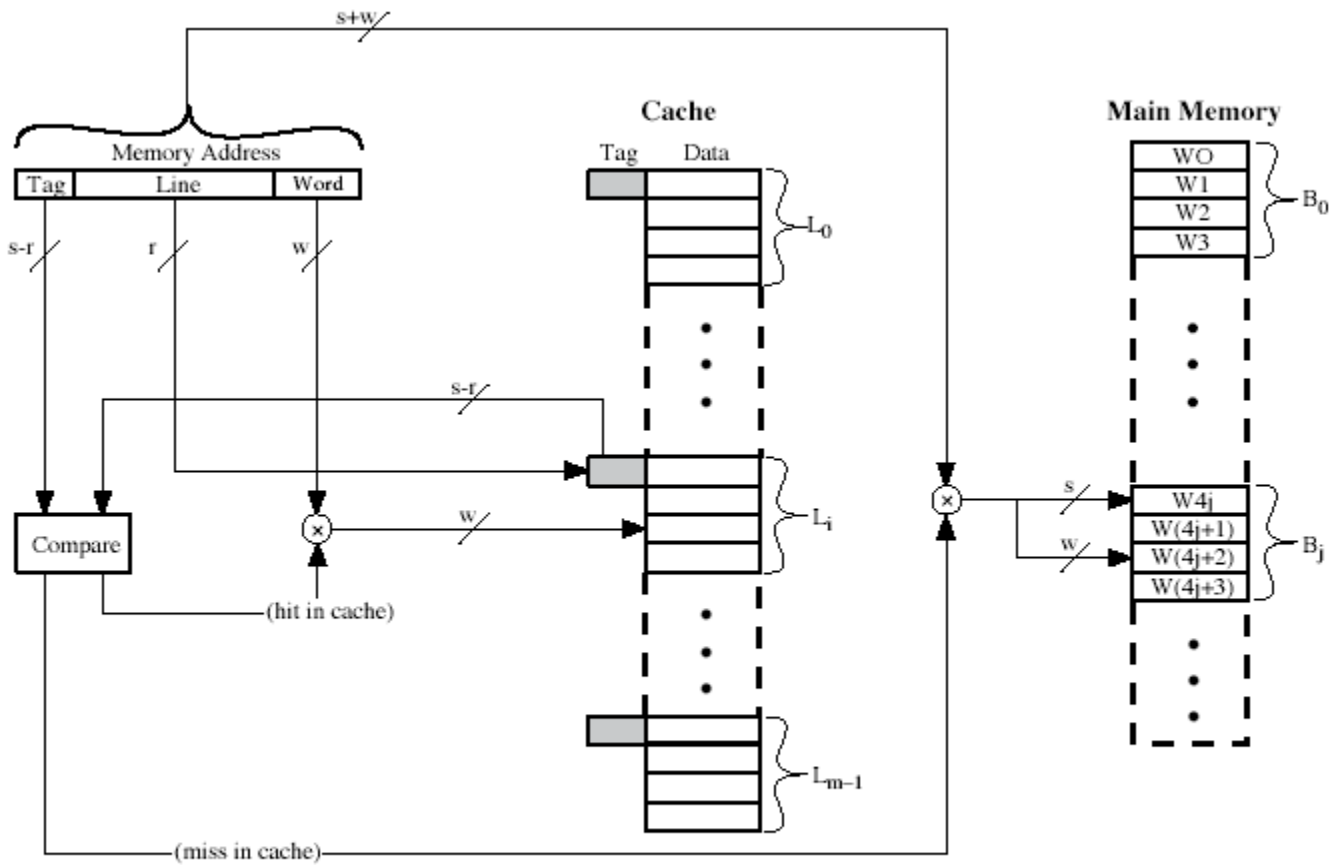 s+w
Cache
Main Memory
Memory Address
Tag Data
Tag Line Word
WO
W1
W2
W3
B0
L0
s-r
r
w
s-r
Compare
w
Li
s
w
W4j
W(4j+1)
W(4j+2)
W(4j+3)
Bj
(hit in cache)
Lm–1
(miss in cache)